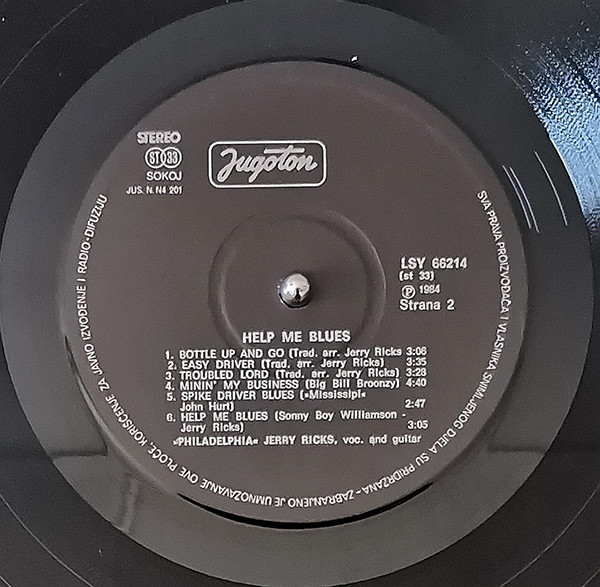 STEREO
ST 33
SOKOJ
JUS. N. N4 201
Jugoton
LSY 66214
(st 33)
Ⓟ 1984
Strana 2
HELP ME BLUES
1. BOTTLE UP AND GO (Trad. arr. Jerry Ricks 3:06
2. EASY DRIVER (Trad. arr. Jerry Ricks) 3:35
3. TROUBLED LORD (Trad. arr. Jerry Ricks) 3:28
4. MININ' MY BUSINESS (Big Bill Broonzy) 4:40
5. SPIKE DRIVER BLUES (»Mississipi«
John Hurt) 2:47
6. HELP ME BLUES (Sonny Boy Williamson -
Jerry Ricks) 3:05
»PHILADELPHIA« JERRY RICKS, voc. and guitar
SVA PRAVA PROIZVOĐAČA I VLASNIKA SNIMLJENOG DJELA SU PRIDRŽANA - ZABRANJENO JE UMNOŽAVANJE OVE PLOČE, KORIŠĆENJE ZA JAVNO IZVOĐENJE I RADIO-DIFUZIJU